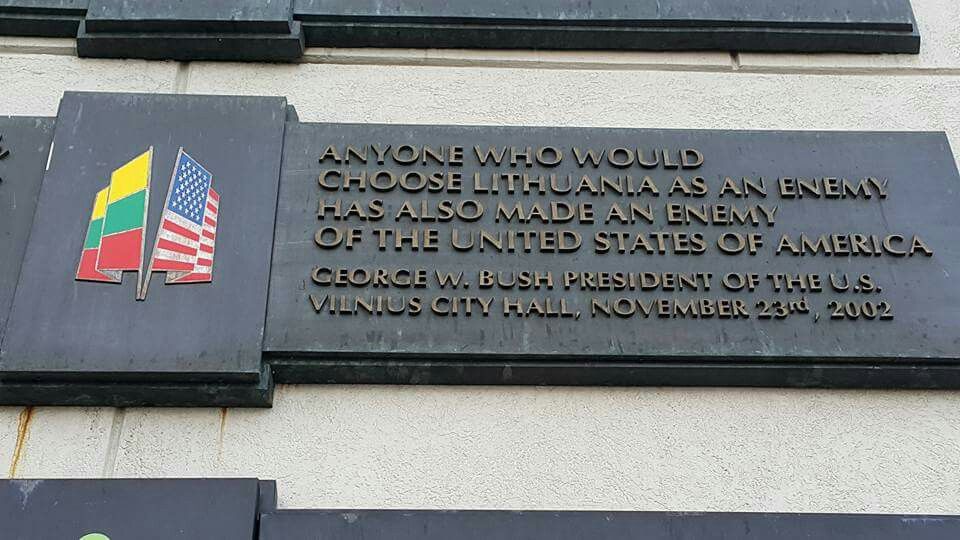 ANYONE WHO WOULD
CHOOSE LITHUANIA AS AN ENEMY
HAS ALSO MADE AN ENEMY
OF THE UNITED STATES OF AMERICA
GEORGE W. BUSH PRESIDENT OF THE U.S.
VILNIUS CITY HALL, NOVEMBER 23rd, 2002